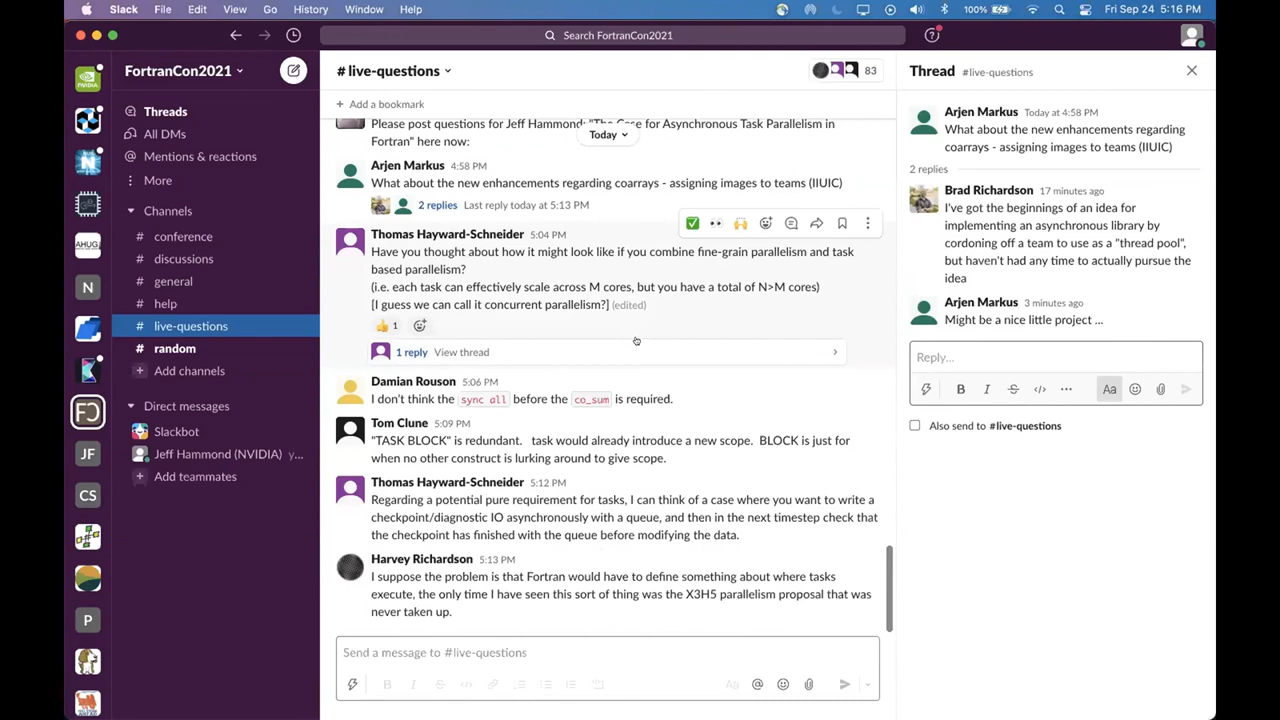 Slack File Edit View Go History Window Help 100% Fri Sep 24 5:16 PM
Search FortranCon2021
FortranCon2021
Threads
All DMs
Mentions & reactions
More
Channels
# conference
# discussions
# general
# help
# live-questions
# random
+ Add channels
Direct messages
Slackbot
Jeff Hammond (NVIDIA) y...
+ Add teammates
NVIDIA
N
AHUG
N
FC
JF
CS
P
# live-questions
83
+ Add a bookmark
Please post questions for Jeff Hammond: "The Case for Asynchronous Task Parallelism in
Fortran" here now:
Today
Arjen Markus 4:58 PM
What about the new enhancements regarding coarrays - assigning images to teams (IIUIC)
2 replies Last reply today at 5:13 PM
Thomas Hayward-Schneider 5:04 PM
Have you thought about how it might look like if you combine fine-grain parallelism and task
based parallelism?
(i.e. each task can effectively scale across M cores, but you have a total of N>M cores)
[I guess we can call it concurrent parallelism?] (edited)
1
1 reply View thread
Damian Rouson 5:06 PM
I don't think the sync all before the co_sum is required.
Tom Clune 5:09 PM
"TASK BLOCK" is redundant. task would already introduce a new scope. BLOCK is just for
when no other construct is lurking around to give scope.
Thomas Hayward-Schneider 5:12 PM
Regarding a potential pure requirement for tasks, I can think of a case where you want to write a
checkpoint/diagnostic IO asynchronously with a queue, and then in the next timestep check that
the checkpoint has finished with the queue before modifying the data.
Harvey Richardson 5:13 PM
I suppose the problem is that Fortran would have to define something about where tasks
execute, the only time I have seen this sort of thing was the X3H5 parallelism proposal that was
never taken up.
Send a message to #live-questions
B I S Aa @
Thread #live-questions
Arjen Markus Today at 4:58 PM
What about the new enhancements regarding
coarrays - assigning images to teams (IIUIC)
2 replies
Brad Richardson 17 minutes ago
I've got the beginnings of an idea for
implementing an asynchronous library by
cordoning off a team to use as a "thread pool",
but haven't had any time to actually pursue the
idea
Arjen Markus 3 minutes ago
Might be a nice little project ...
Reply...
B I S </> ... Aa
Also send to #live-questions